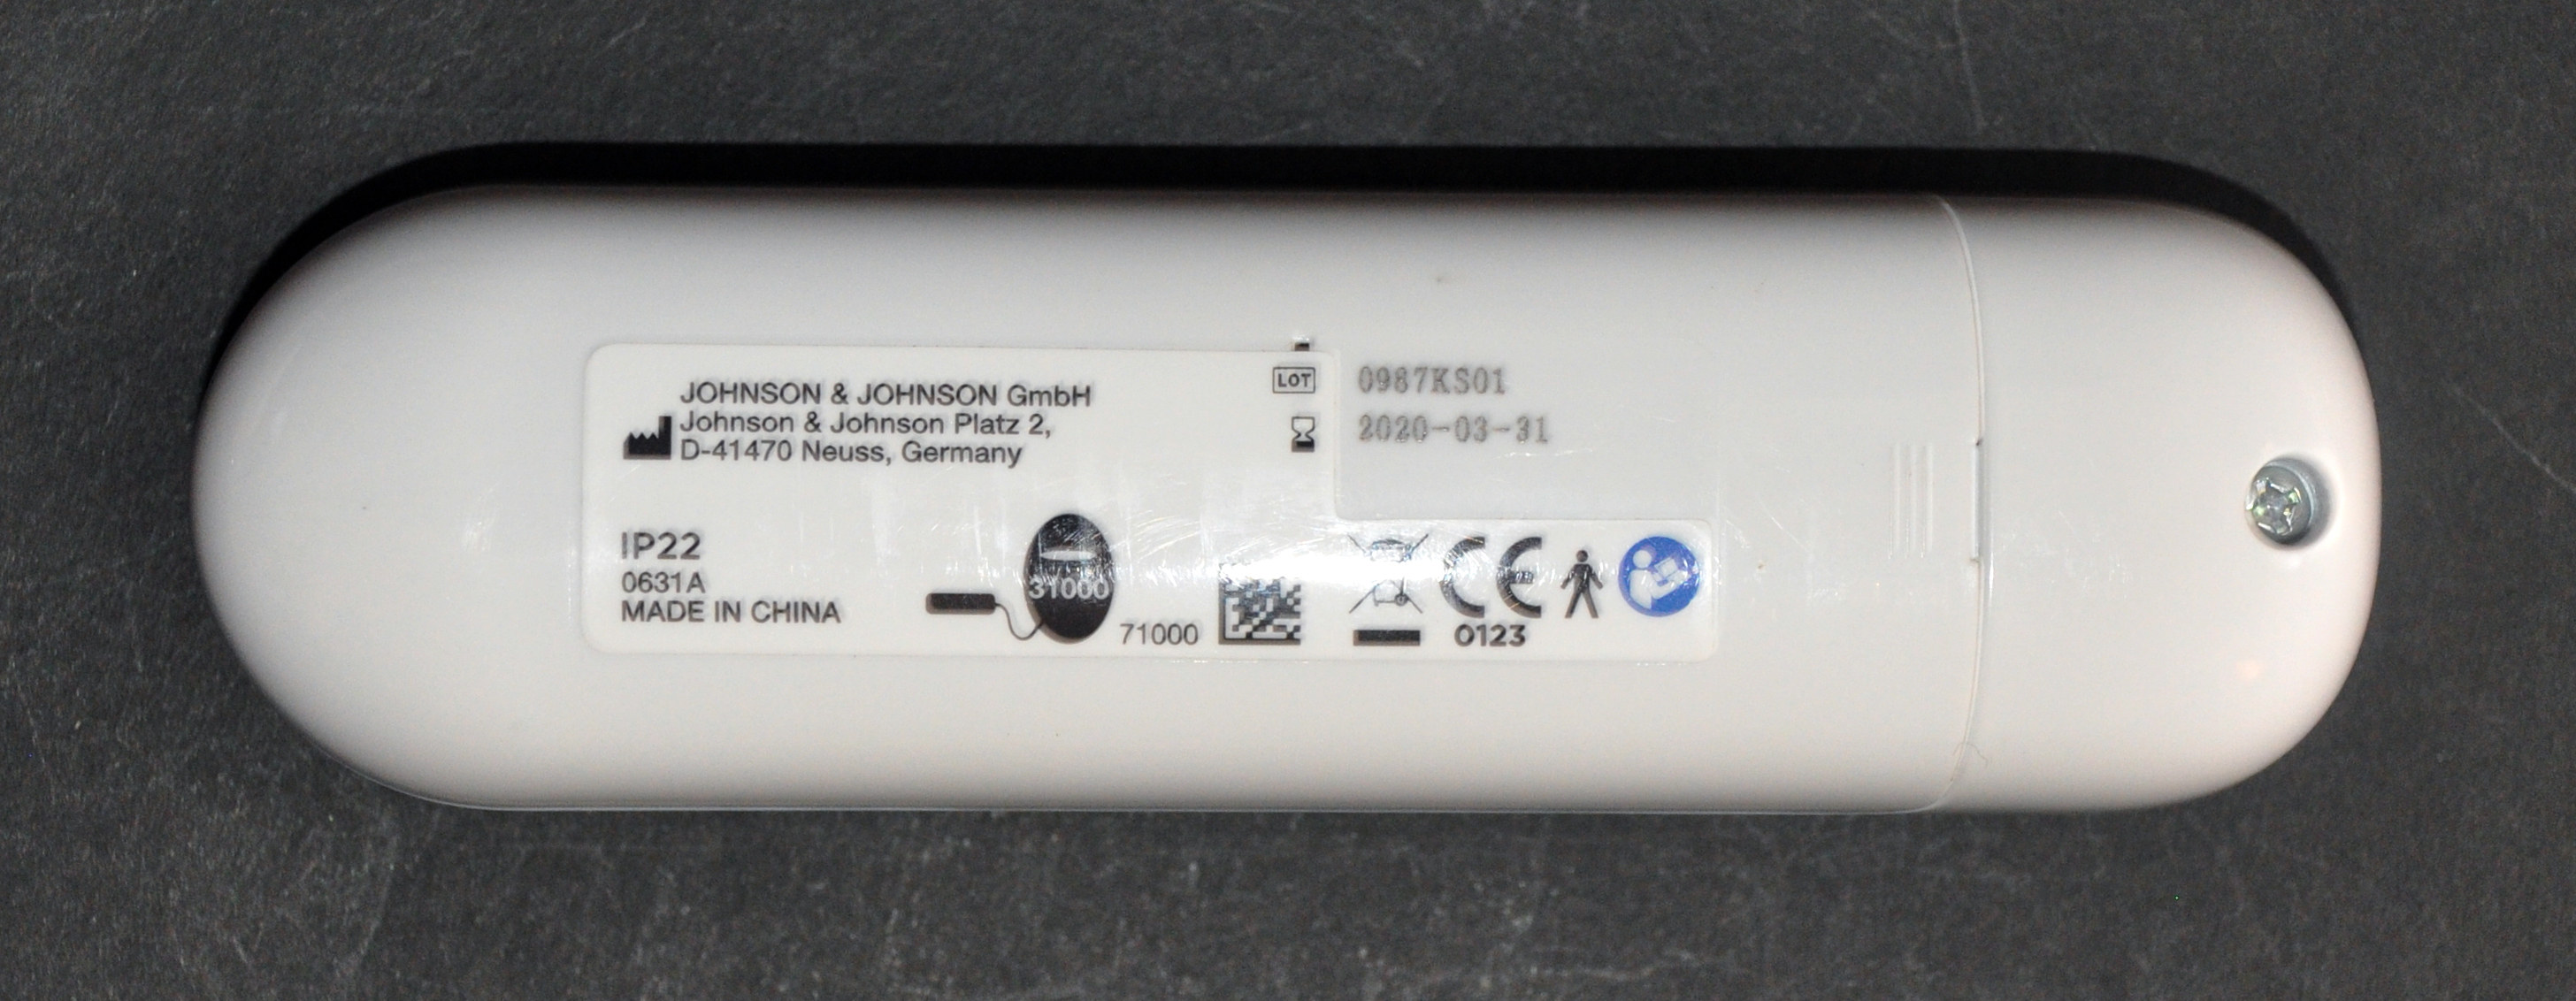 JOHNSON & JOHNSON GmbH
Johnson & Johnson Platz 2,
D-41470 Neuss, Germany
LOT 0987KS01
2020-03-31
IP22
0631A
MADE IN CHINA
31000
71000
CE
0123